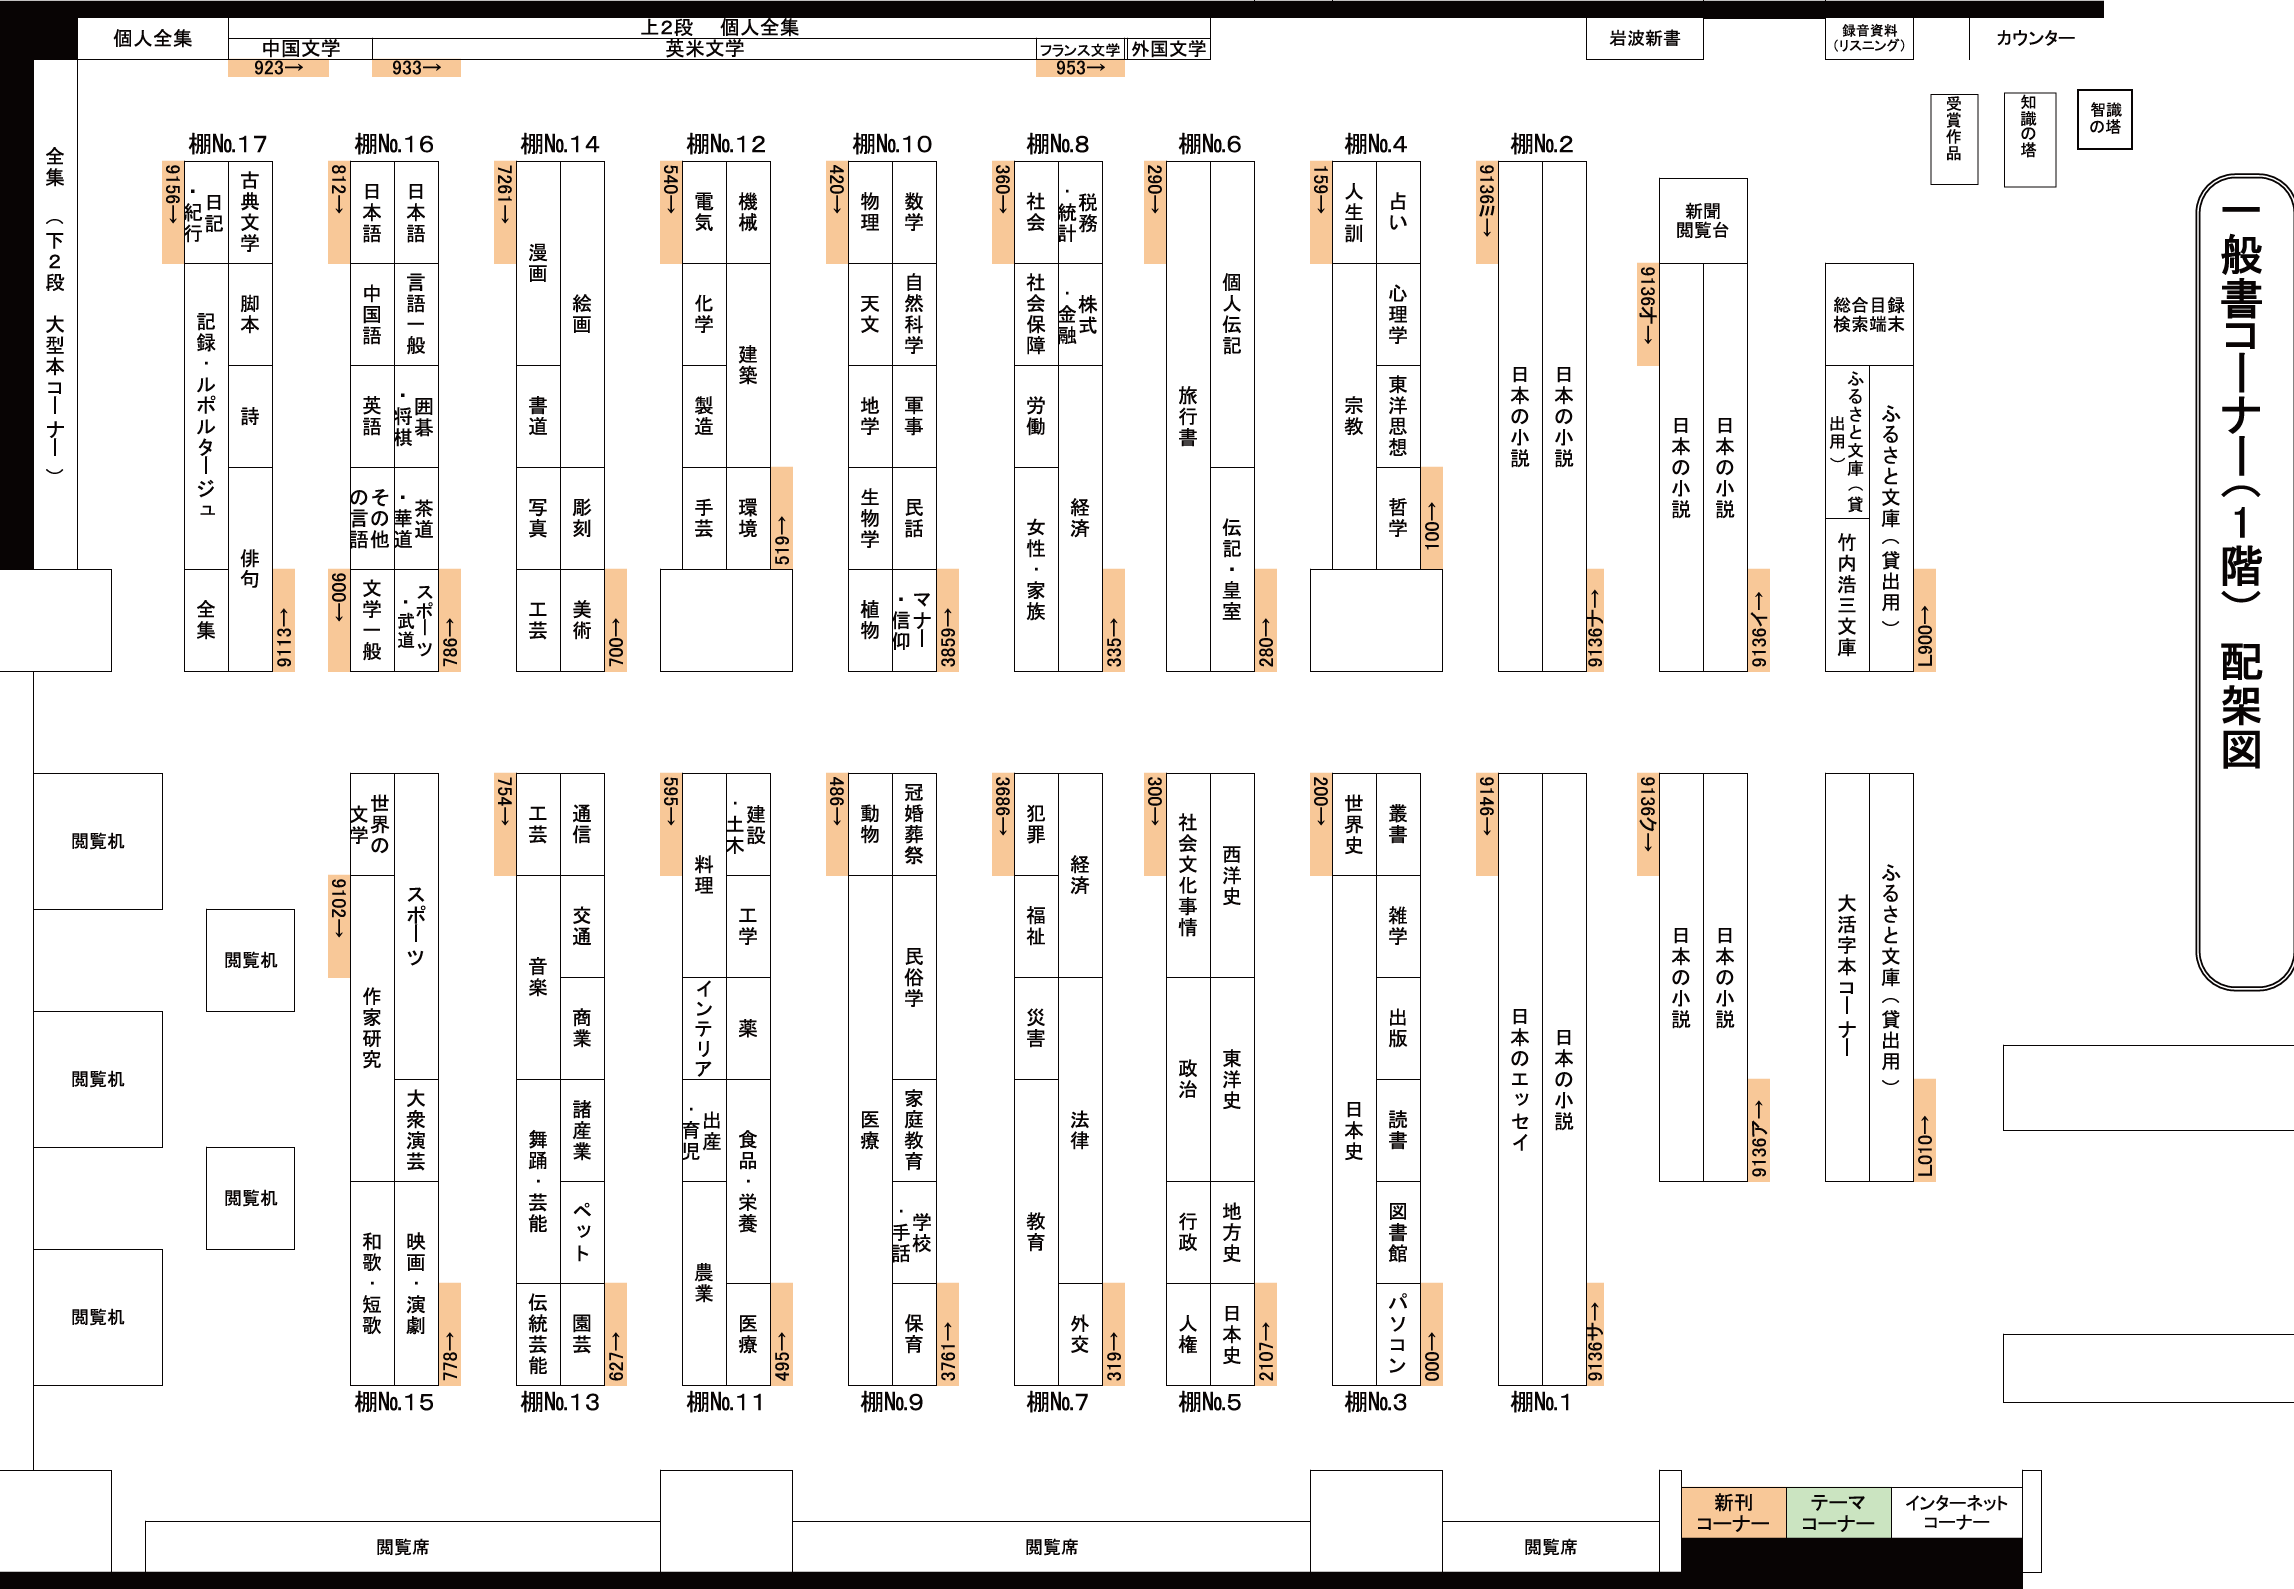 一般書コーナー（１階） 配架図
個人全集
上2段 個人全集
中国文学
英米文学
フランス文学
外国文学
923→
933→
953→
岩波新書
録音資料
（リスニング）
カウンター
受賞作品
知識の塔
智識
の塔
全集 （下２段 大型本コーナー）
棚No.17
9156→
日記
・紀行
記録・ルポルタージュ
全集
古典文学
脚本
詩
俳句
9113→
棚No.16
812→
日本語
中国語
英語
その他
の言語
900→
文学一般
日本語
言語一般
囲碁
・将棋
茶道
・華道
スポーツ
・武道
786→
棚No.14
7261→
漫画
書道
写真
工芸
絵画
彫刻
美術
700→
棚No.12
540→
電気
化学
製造
手芸
機械
建築
環境
519→
棚No.10
420→
物理
天文
地学
生物学
植物
数学
自然科学
軍事
民話
マナー
・信仰
3859→
棚No.8
360→
社会
社会保障
労働
女性・家族
税務
・統計
株式
・金融
経済
335→
棚No.6
290→
旅行書
個人伝記
伝記・皇室
280→
棚No.4
159→
人生訓
宗教
占い
心理学
東洋思想
哲学
100→
棚No.2
9136ミ→
日本の小説
日本の小説
9136ナ→
新聞
閲覧台
9136オ→
日本の小説
日本の小説
9136イ→
総合目録
検索端末
ふるさと文庫（貸
出用）
竹内浩三文庫
ふるさと文庫（貸出用）
L900→
閲覧机
閲覧机
閲覧机
閲覧机
閲覧机
閲覧机
世界の
文学
9102→
作家研究
和歌・短歌
スポーツ
大衆演芸
映画・演劇
778→
棚No.15
754→
工芸
音楽
舞踊・芸能
伝統芸能
通信
交通
商業
諸産業
ペット
園芸
627→
棚No.13
595→
料理
インテリア
出産
・育児
農業
建設
・土木
工学
薬
食品・栄養
医療
495→
棚No.11
486→
動物
医療
冠婚葬祭
民俗学
家庭教育
学校
・手話
保育
3761→
棚No.9
3686→
犯罪
福祉
災害
教育
経済
法律
外交
319→
棚No.7
300→
社会文化事情
政治
行政
人権
西洋史
東洋史
地方史
日本史
2107→
棚No.5
200→
世界史
日本史
叢書
雑学
出版
読書
図書館
パソコン
000→
棚No.3
9146→
日本のエッセイ
日本の小説
9136サ→
棚No.1
9136ク→
日本の小説
日本の小説
9136ア→
大活字本コーナー
ふるさと文庫（貸出用）
L010→
閲覧席
閲覧席
閲覧席
新刊
コーナー
テーマ
コーナー
インターネット
コーナー